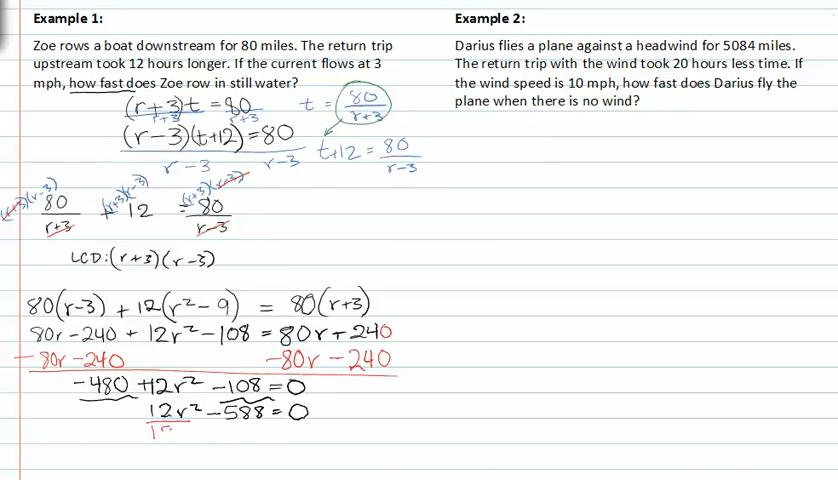 Example 1:
Zoe rows a boat downstream for 80 miles. The return trip
upstream took 12 hours longer. If the current flows at 3
mph, how fast does Zoe row in still water?
(r+3)t = 80
r+3 r+3
t = 80
r+3
(r-3)(t+12) = 80
r-3 r-3
t+12 = 80
r-3
(r+3)(r-3) (r+3)(r-3) (r+3)(r-3)
80 + 12 = 80
r+3 r-3
LCD: (r+3)(r-3)
80(r-3) + 12(r² - 9) = 80(r+3)
80r - 240 + 12r² - 108 = 80r + 240
- 80r - 240 - 80r - 240
- 480 + 12r² - 108 = 0
12r² - 588 = 0
Example 2:
Darius flies a plane against a headwind for 5084 miles.
The return trip with the wind took 20 hours less time. If
the wind speed is 10 mph, how fast does Darius fly the
plane when there is no wind?